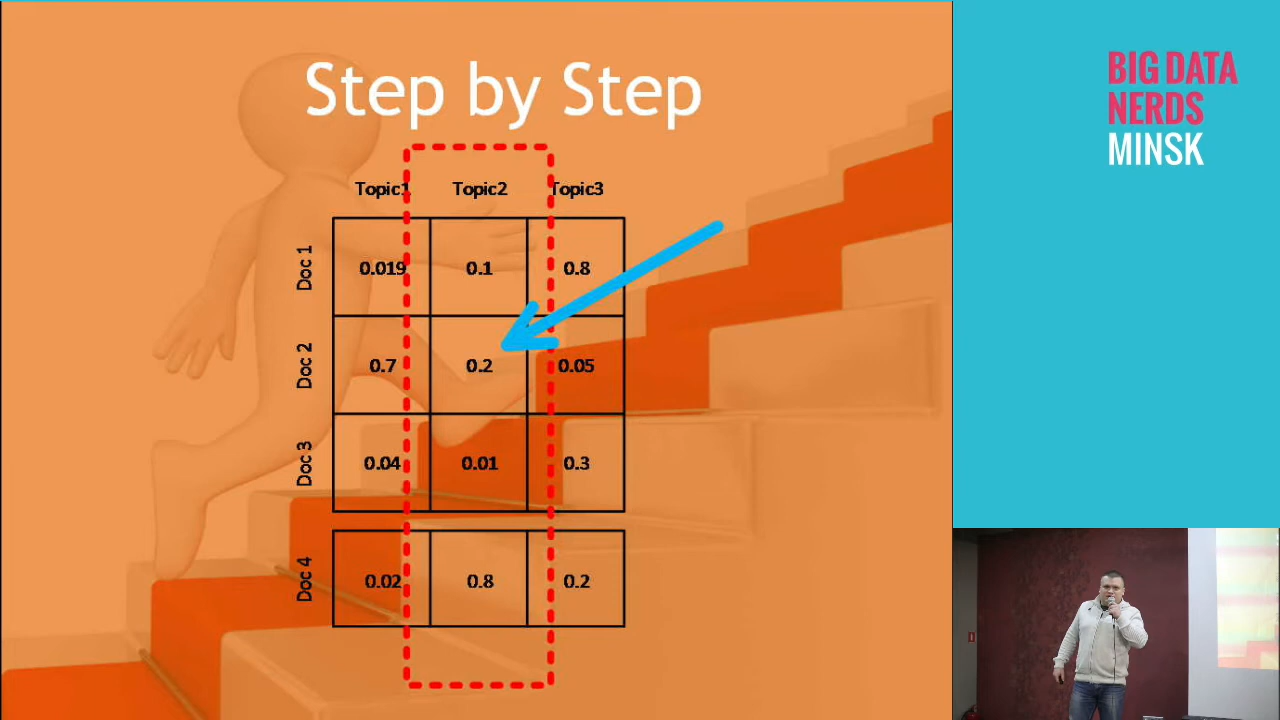 Step by Step
Topic1 Topic2 Topic3
Doc 1 0.019 0.1 0.8
Doc 2 0.7 0.2 0.05
Doc 3 0.04 0.01 0.3
Doc 4 0.02 0.8 0.2
BIG DATA
NERDS
MINSK